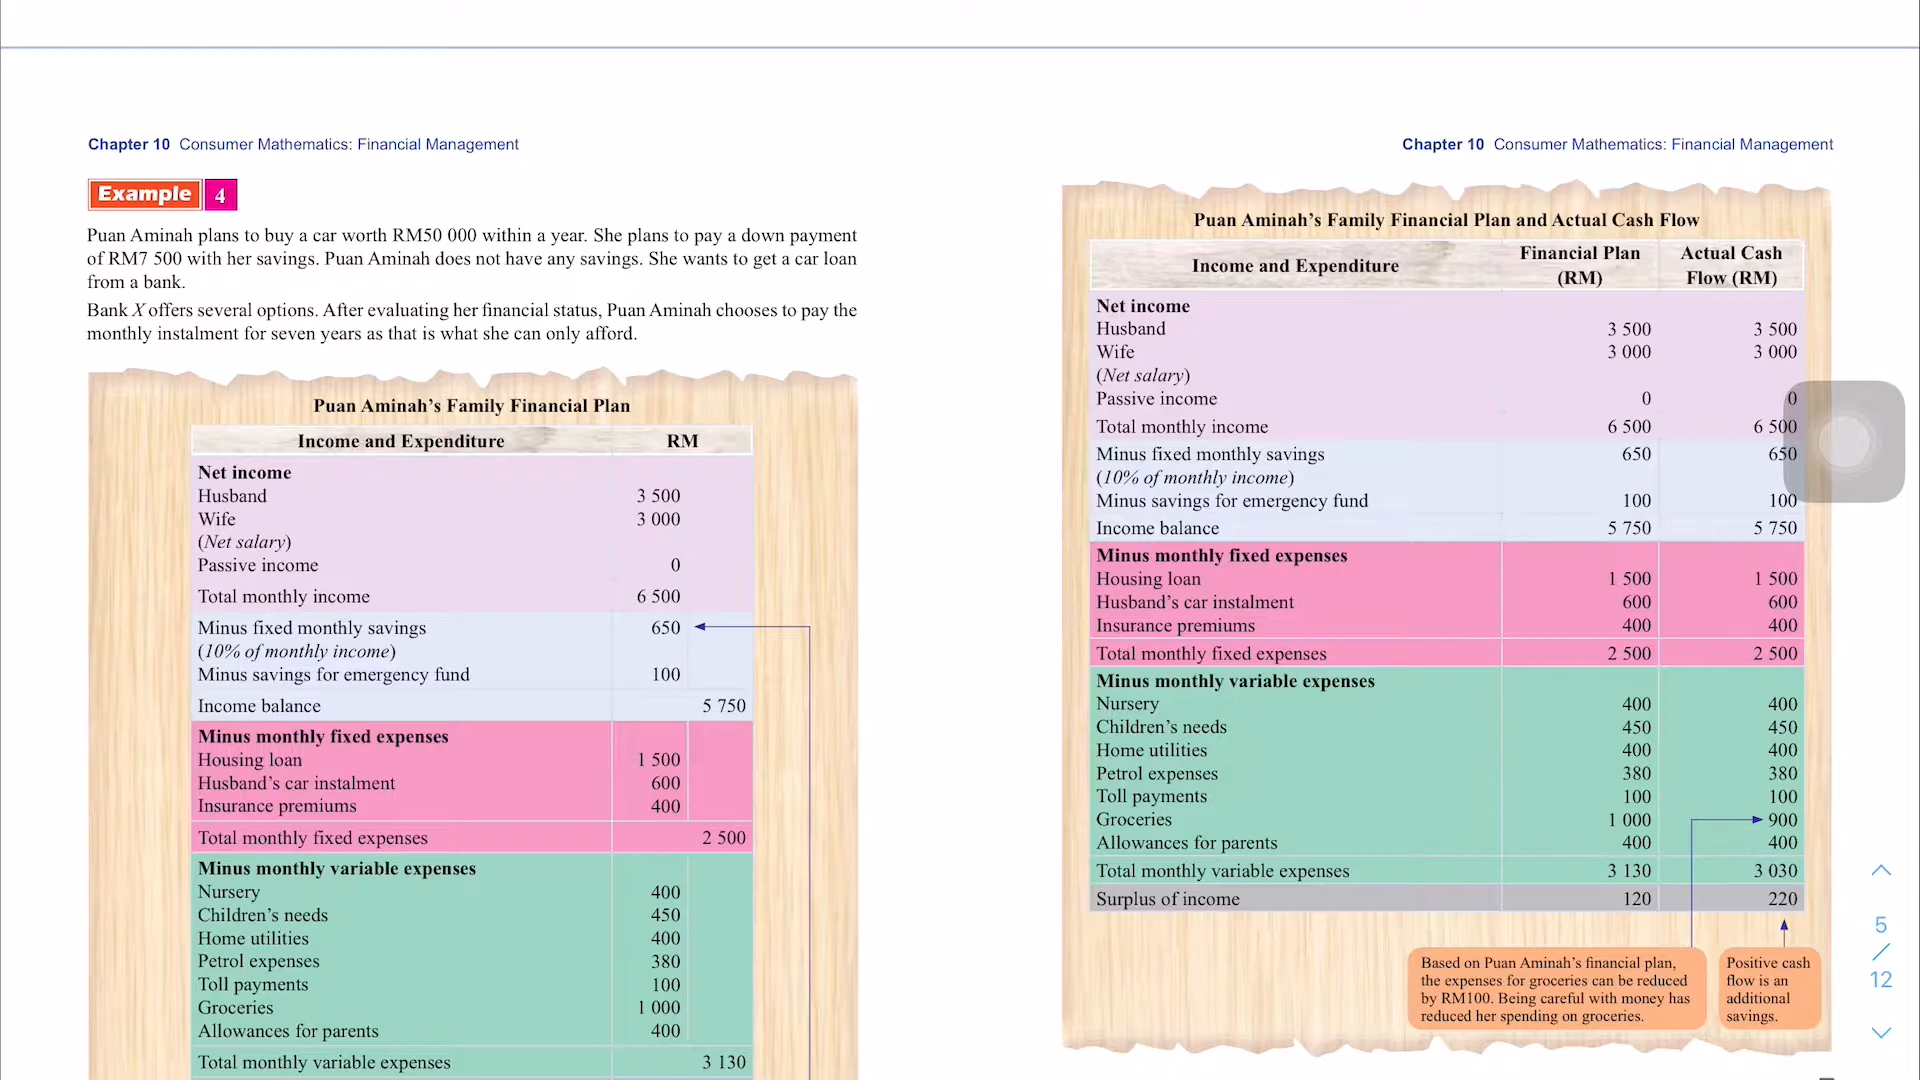 Chapter 10 Consumer Mathematics: Financial Management
Example 4
Puan Aminah plans to buy a car worth RM50 000 within a year. She plans to pay a down payment
of RM7 500 with her savings. Puan Aminah does not have any savings. She wants to get a car loan
from a bank.
Bank X offers several options. After evaluating her financial status, Puan Aminah chooses to pay the
monthly instalment for seven years as that is what she can only afford.
Puan Aminah’s Family Financial Plan
Income and Expenditure RM
Net income
Husband 3 500
Wife 3 000
(Net salary)
Passive income 0
Total monthly income 6 500
Minus fixed monthly savings 650
(10% of monthly income)
Minus savings for emergency fund 100
Income balance 5 750
Minus monthly fixed expenses
Housing loan 1 500
Husband’s car instalment 600
Insurance premiums 400
Total monthly fixed expenses 2 500
Minus monthly variable expenses
Nursery 400
Children’s needs 450
Home utilities 400
Petrol expenses 380
Toll payments 100
Groceries 1 000
Allowances for parents 400
Total monthly variable expenses 3 130
Chapter 10 Consumer Mathematics: Financial Management
Puan Aminah’s Family Financial Plan and Actual Cash Flow
Income and Expenditure Financial Plan (RM) Actual Cash Flow (RM)
Net income
Husband 3 500 3 500
Wife 3 000 3 000
(Net salary)
Passive income 0 0
Total monthly income 6 500 6 500
Minus fixed monthly savings 650 650
(10% of monthly income)
Minus savings for emergency fund 100 100
Income balance 5 750 5 750
Minus monthly fixed expenses
Housing loan 1 500 1 500
Husband’s car instalment 600 600
Insurance premiums 400 400
Total monthly fixed expenses 2 500 2 500
Minus monthly variable expenses
Nursery 400 400
Children’s needs 450 450
Home utilities 400 400
Petrol expenses 380 380
Toll payments 100 100
Groceries 1 000 900
Allowances for parents 400 400
Total monthly variable expenses 3 130 3 030
Surplus of income 120 220
Based on Puan Aminah’s financial plan,
the expenses for groceries can be reduced
by RM100. Being careful with money has
reduced her spending on groceries.
Positive cash
flow is an
additional
savings.
5
/
12